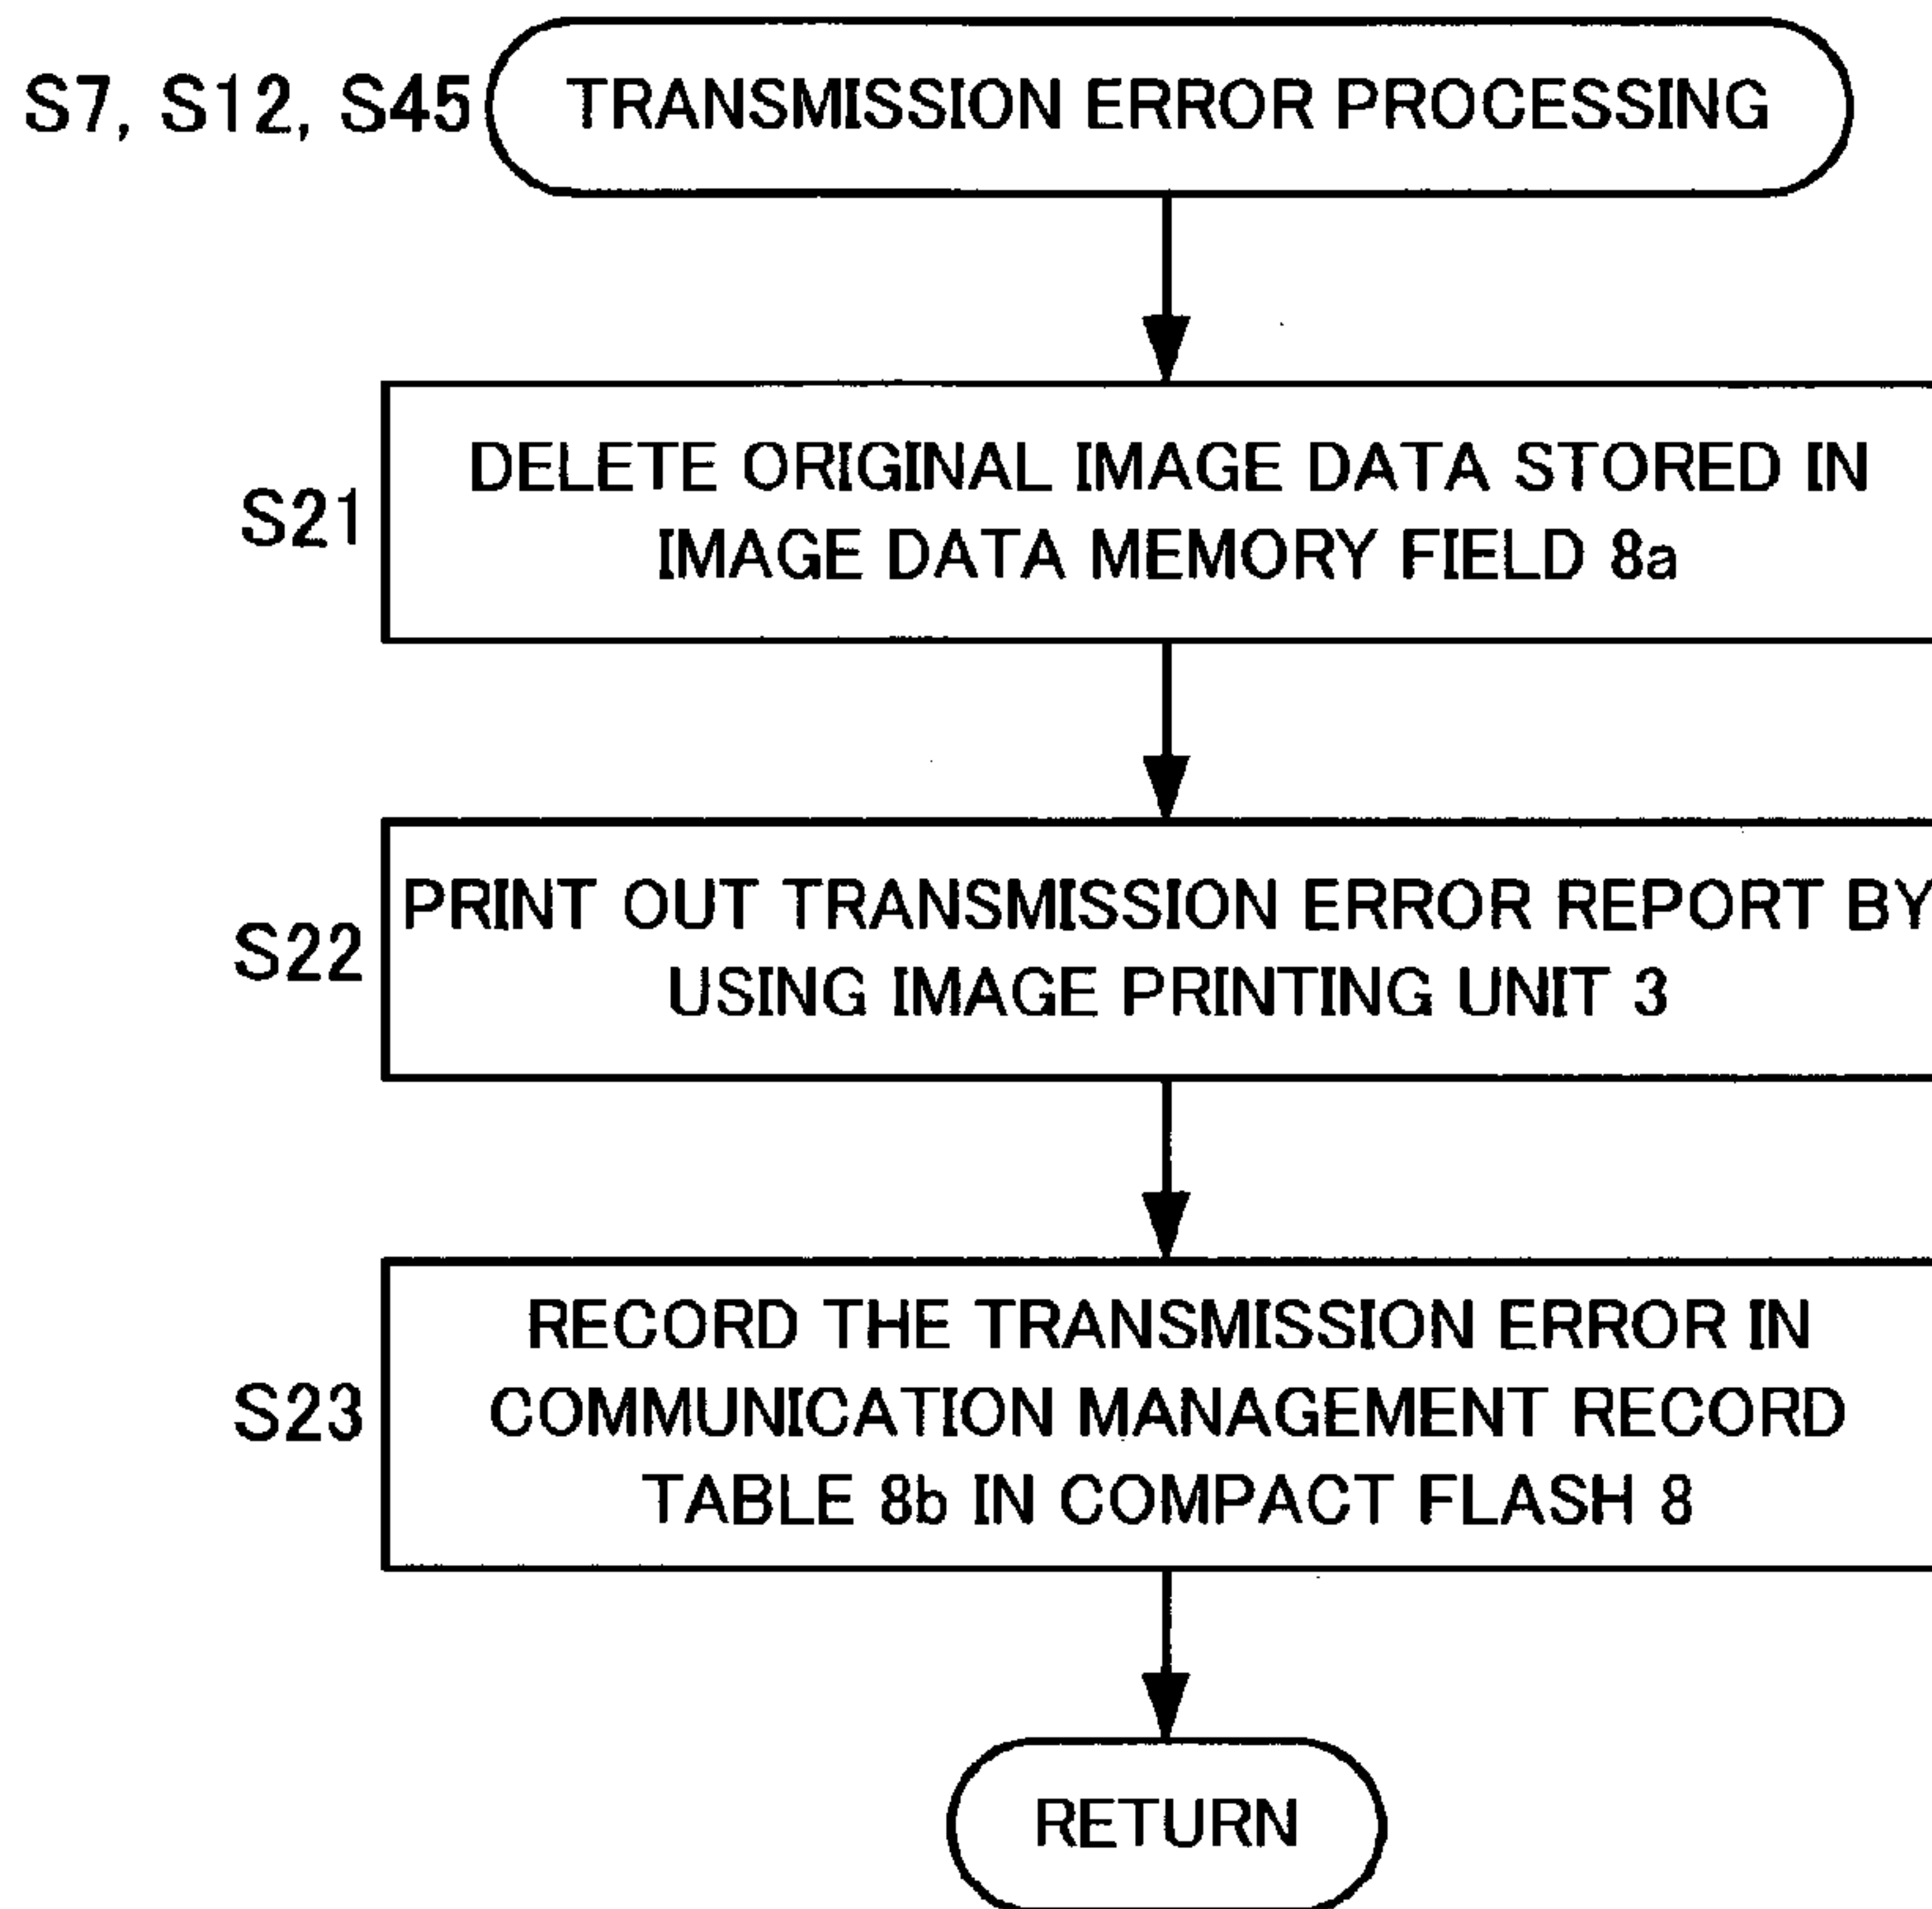 S7, S12, S45 TRANSMISSION ERROR PROCESSING
DELETE ORIGINAL IMAGE DATA STORED IN
S21
IMAGE DATA MEMORY FIELD 8a
PRINT OUT TRANSMISSION ERROR REPORT BY
S22
USING IMAGE PRINTING UNIT 3
RECORD THE TRANSMISSION ERROR IN
S23 COMMUNICATION MANAGEMENT RECORD
TABLE 8b IN COMPACT FLASH 8
RETURN